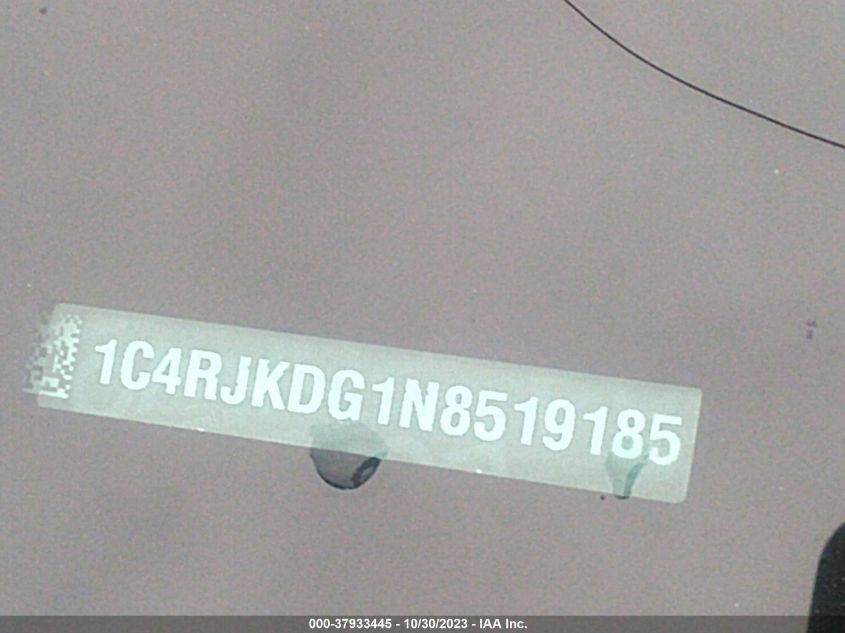 1C4RJKDG1N8519185
000-37933445 - 10/30/2023 - IAA Inc.